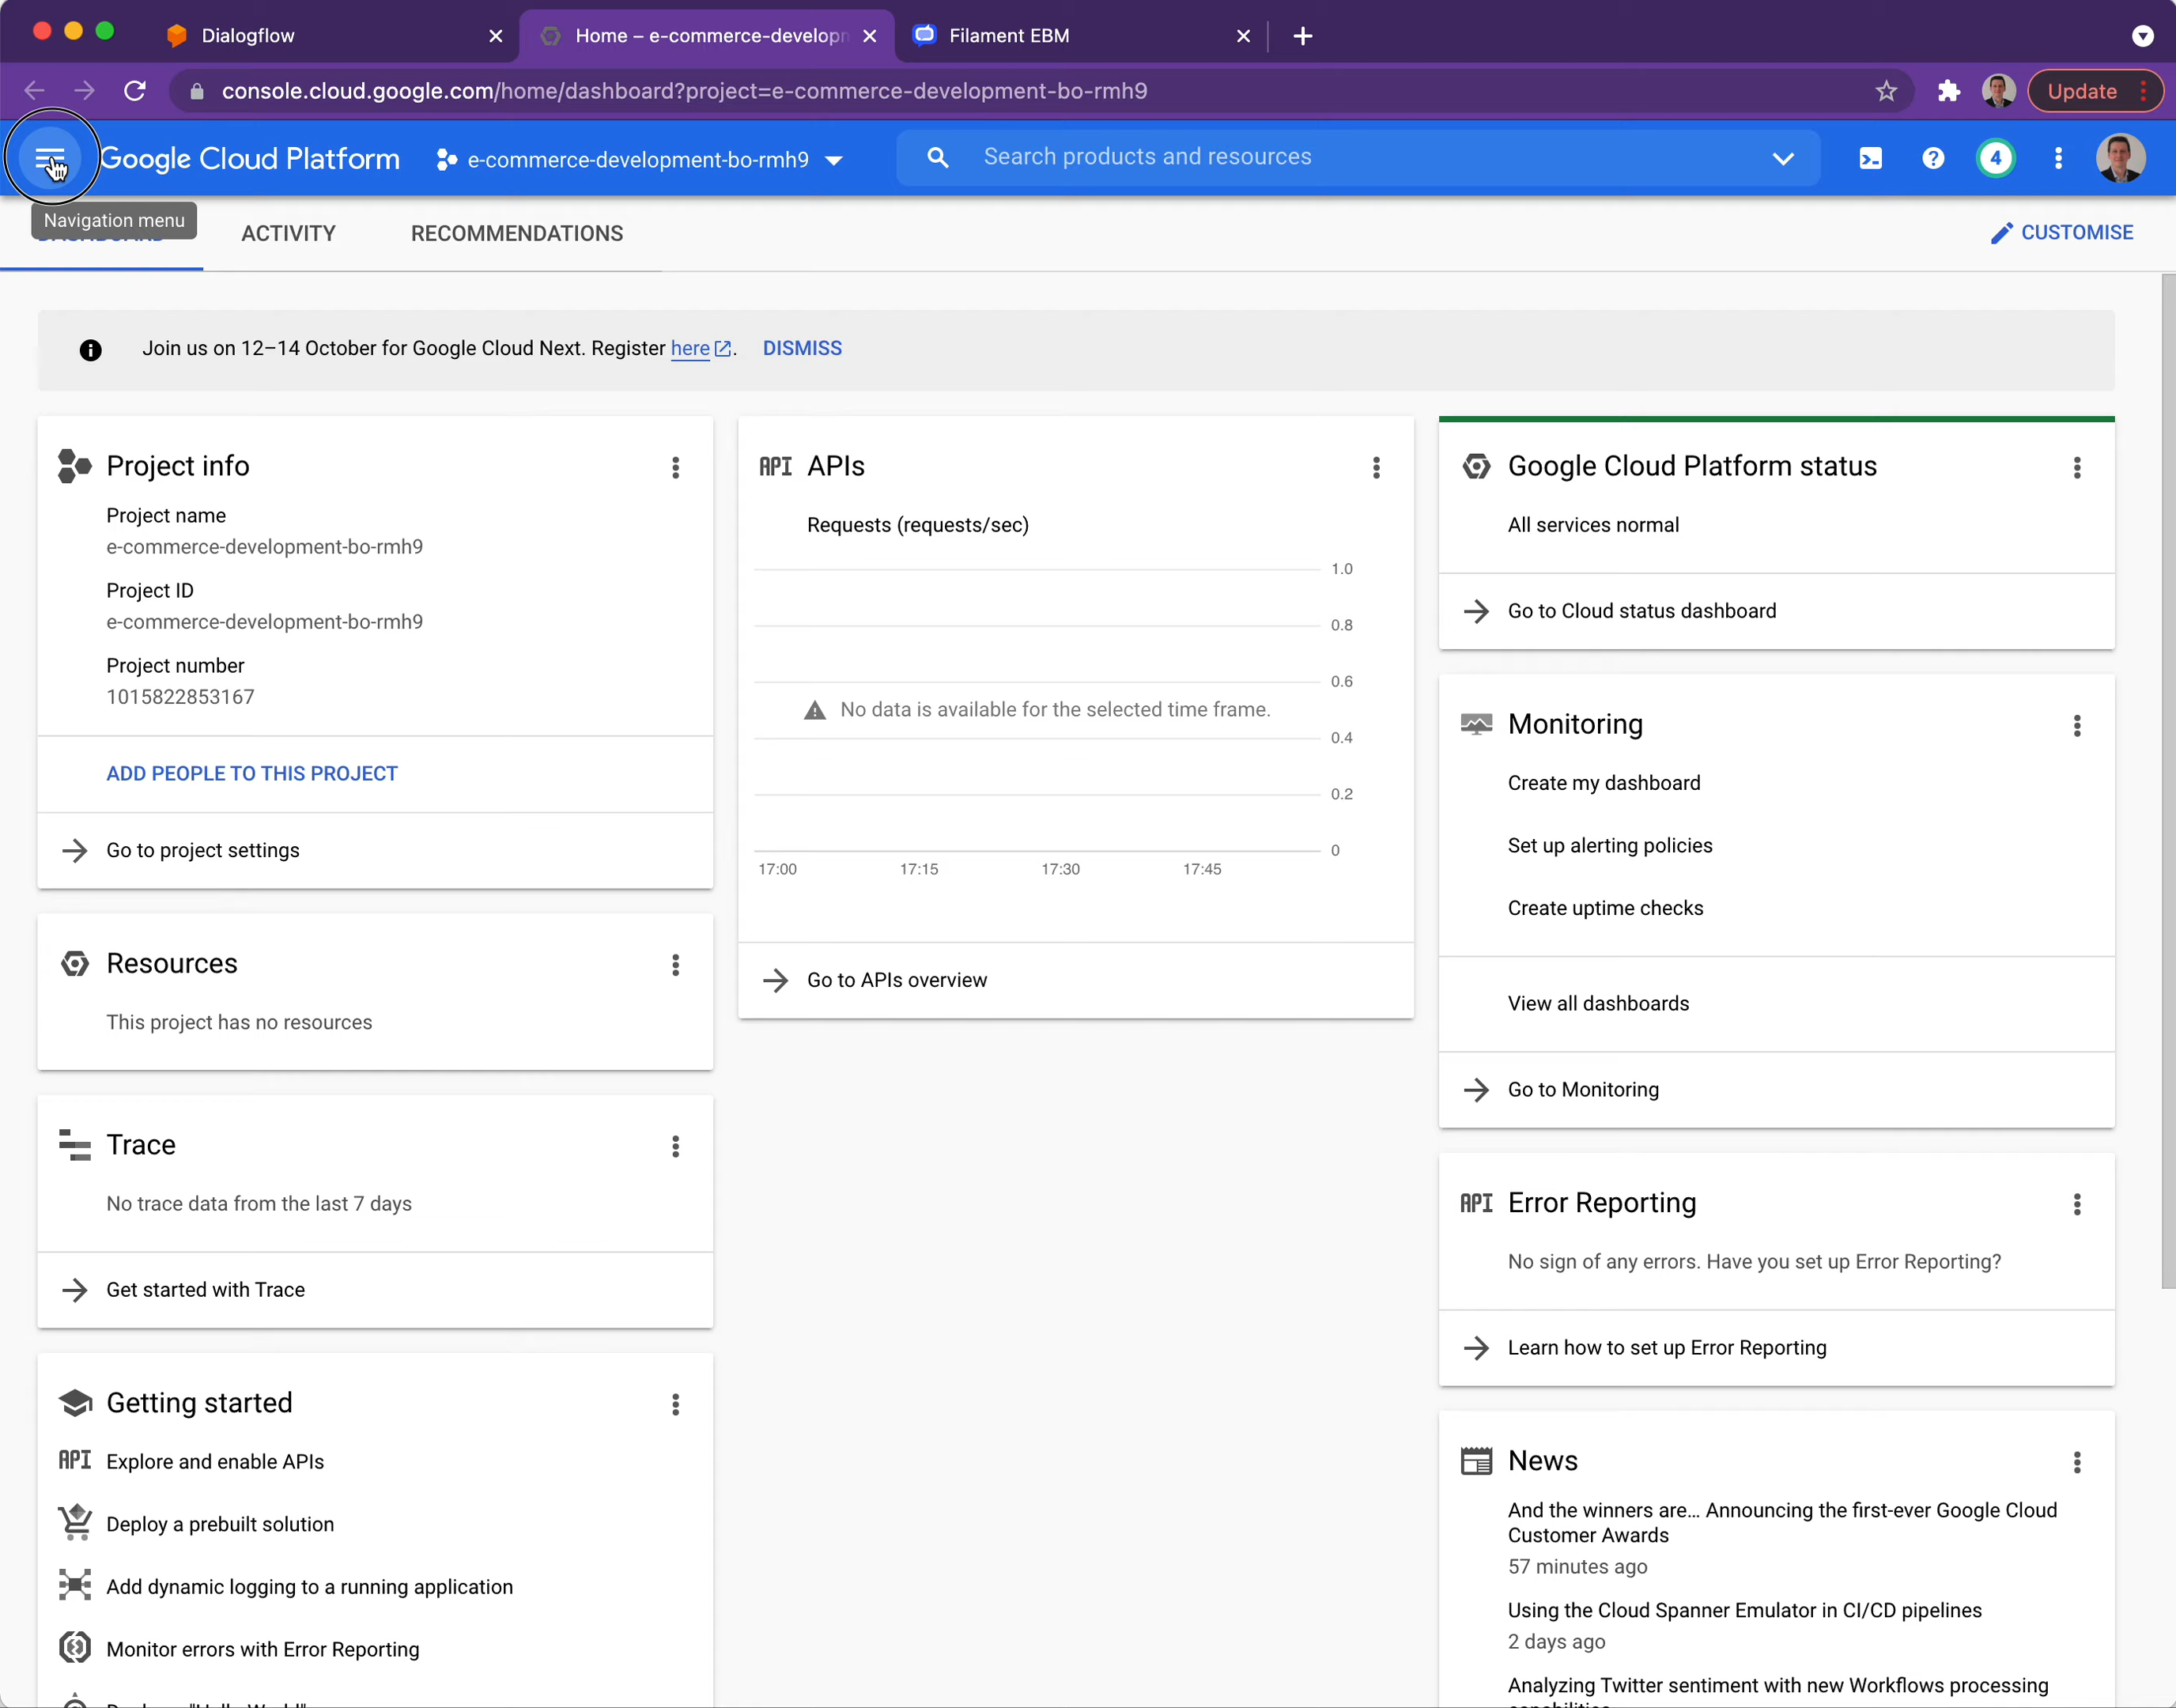 Dialogflow
Home – e-commerce-develop
Filament EBM
console.cloud.google.com/home/dashboard?project=e-commerce-development-bo-rmh9
Update
Google Cloud Platform
e-commerce-development-bo-rmh9
Search products and resources
4
Navigation menu
ACTIVITY
RECOMMENDATIONS
CUSTOMISE
Join us on 12–14 October for Google Cloud Next. Register here.
DISMISS
Project info
Project name
e-commerce-development-bo-rmh9
Project ID
e-commerce-development-bo-rmh9
Project number
1015822853167
ADD PEOPLE TO THIS PROJECT
Go to project settings
Resources
This project has no resources
Trace
No trace data from the last 7 days
Get started with Trace
Getting started
API Explore and enable APIs
Deploy a prebuilt solution
Add dynamic logging to a running application
Monitor errors with Error Reporting
API APIs
Requests (requests/sec)
1.0
0.8
0.6
No data is available for the selected time frame.
0.4
0.2
0
17:00 17:15 17:30 17:45
Go to APIs overview
Google Cloud Platform status
All services normal
Go to Cloud status dashboard
Monitoring
Create my dashboard
Set up alerting policies
Create uptime checks
View all dashboards
Go to Monitoring
API Error Reporting
No sign of any errors. Have you set up Error Reporting?
Learn how to set up Error Reporting
News
And the winners are… Announcing the first-ever Google Cloud
Customer Awards
57 minutes ago
Using the Cloud Spanner Emulator in CI/CD pipelines
2 days ago
Analyzing Twitter sentiment with new Workflows processing